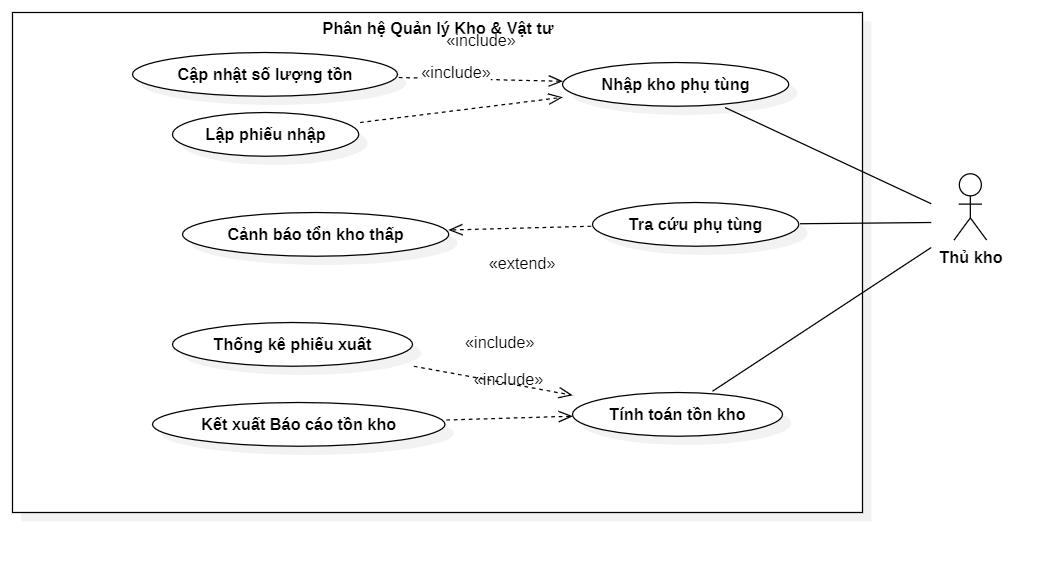 Phân hệ Quản lý Kho & Vật tư
«include»
«include»
Cập nhật số lượng tồn
Nhập kho phụ tùng
Lập phiếu nhập
Tra cứu phụ tùng
Cảnh báo tổn kho thấp
Thủ kho
«extend»
«include»
Thống kê phiếu xuất
«include»
Tính toán tồn kho
Kết xuất Báo cáo tồn kho